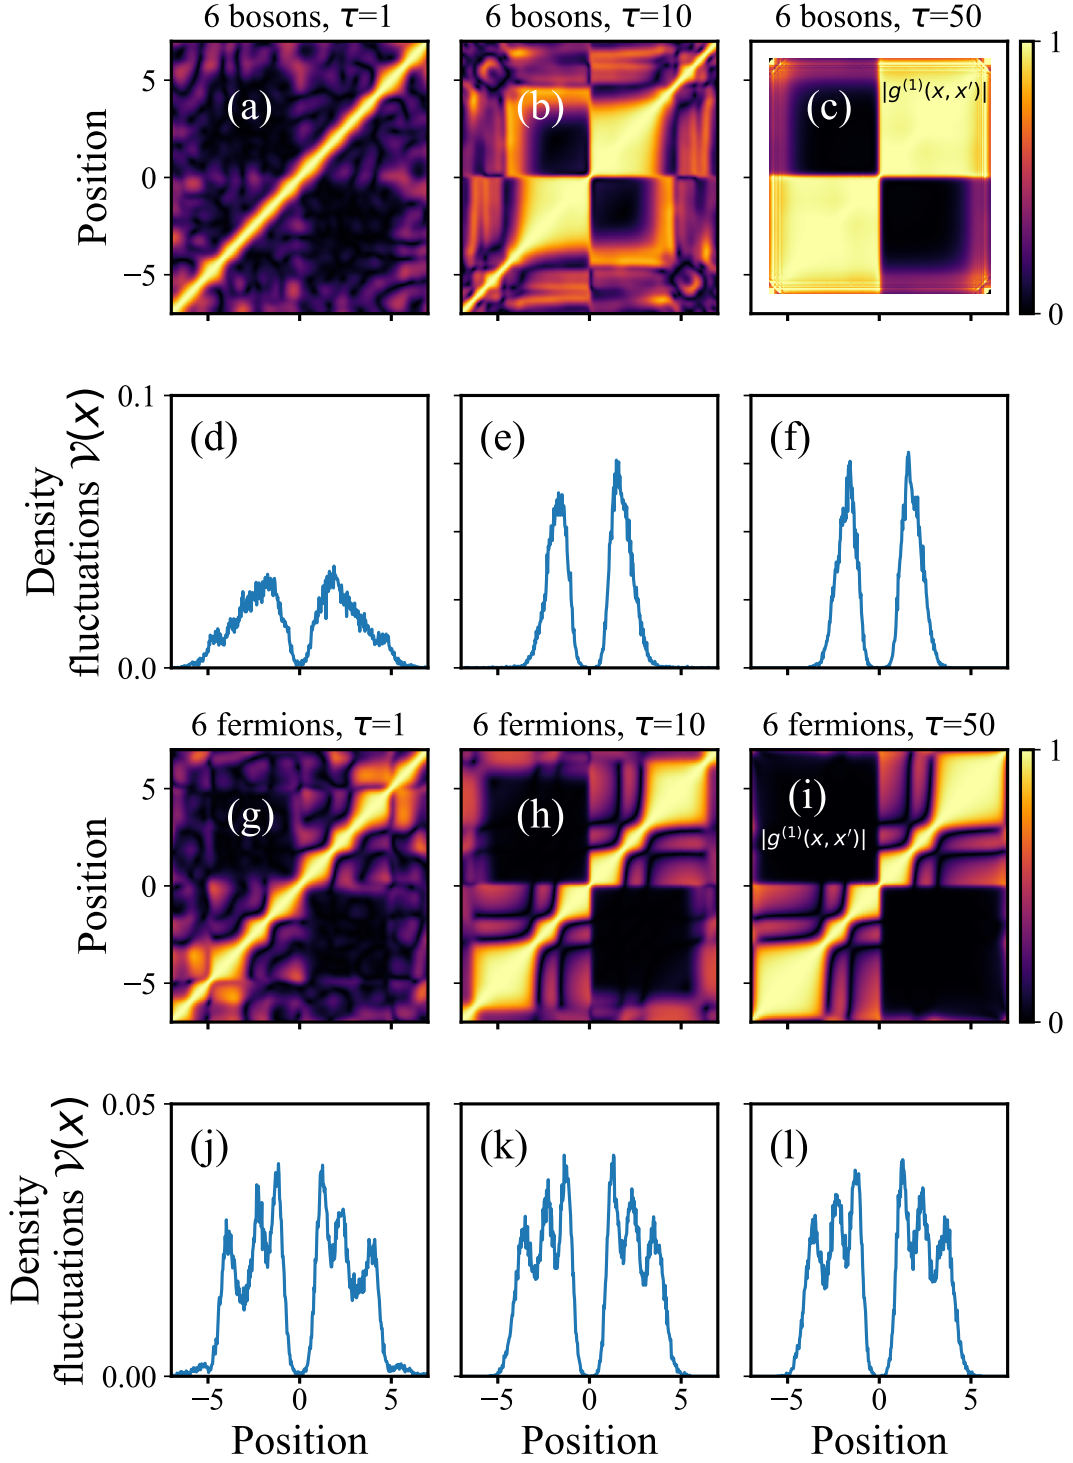 6 bosons, τ=1 6 bosons, τ=10 6 bosons, τ=50
Position
5
0
−5
(a)
(b)
(c)
|g⁽¹⁾(x, x′)|
1
0
Density
fluctuations 𝒱(x)
0.1
0.0
(d)
(e)
(f)
6 fermions, τ=1 6 fermions, τ=10 6 fermions, τ=50
Position
5
0
−5
(g)
(h)
(i)
|g⁽¹⁾(x, x′)|
1
0
Density
fluctuations 𝒱(x)
0.05
0.00
(j)
(k)
(l)
−5 0 5 −5 0 5 −5 0 5
Position Position Position